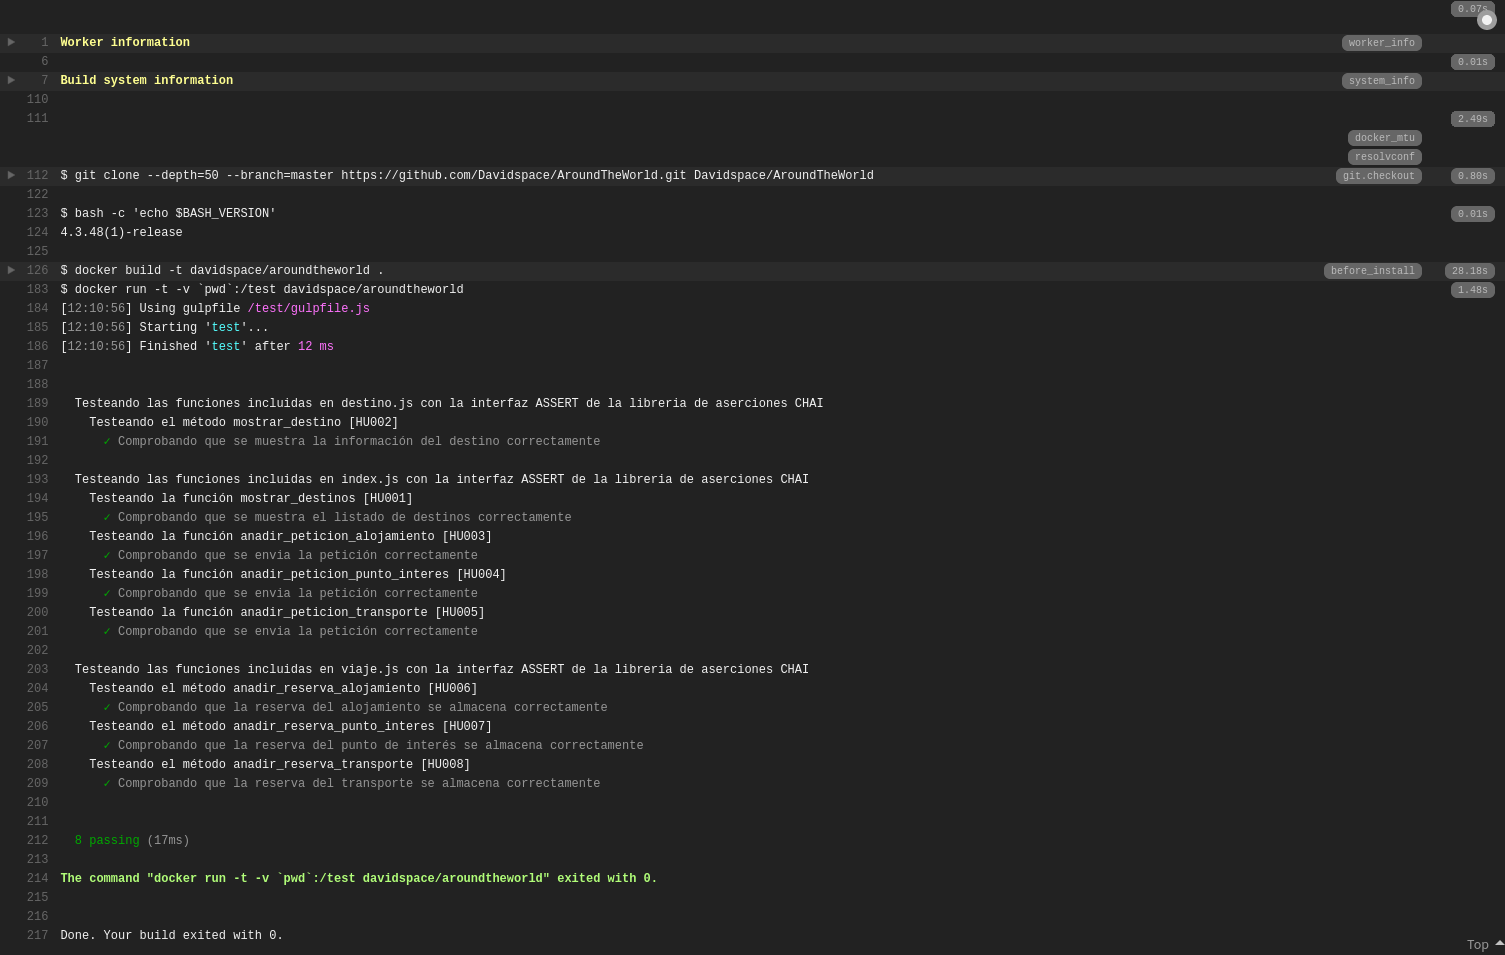 0.07s
1 Worker information worker_info
6 0.01s
7 Build system information system_info
110
111 2.49s
docker_mtu
resolvconf
112 $ git clone --depth=50 --branch=master https://github.com/Davidspace/AroundTheWorld.git Davidspace/AroundTheWorld git.checkout 0.80s
122
123 $ bash -c 'echo $BASH_VERSION' 0.01s
124 4.3.48(1)-release
125
126 $ docker build -t davidspace/aroundtheworld . before_install 28.18s
183 $ docker run -t -v `pwd`:/test davidspace/aroundtheworld 1.48s
184 [12:10:56] Using gulpfile /test/gulpfile.js
185 [12:10:56] Starting 'test'...
186 [12:10:56] Finished 'test' after 12 ms
187
188
189 Testeando las funciones incluidas en destino.js con la interfaz ASSERT de la libreria de aserciones CHAI
190 Testeando el método mostrar_destino [HU002]
191 ✓ Comprobando que se muestra la información del destino correctamente
192
193 Testeando las funciones incluidas en index.js con la interfaz ASSERT de la libreria de aserciones CHAI
194 Testeando la función mostrar_destinos [HU001]
195 ✓ Comprobando que se muestra el listado de destinos correctamente
196 Testeando la función anadir_peticion_alojamiento [HU003]
197 ✓ Comprobando que se envia la petición correctamente
198 Testeando la función anadir_peticion_punto_interes [HU004]
199 ✓ Comprobando que se envia la petición correctamente
200 Testeando la función anadir_peticion_transporte [HU005]
201 ✓ Comprobando que se envia la petición correctamente
202
203 Testeando las funciones incluidas en viaje.js con la interfaz ASSERT de la libreria de aserciones CHAI
204 Testeando el método anadir_reserva_alojamiento [HU006]
205 ✓ Comprobando que la reserva del alojamiento se almacena correctamente
206 Testeando el método anadir_reserva_punto_interes [HU007]
207 ✓ Comprobando que la reserva del punto de interés se almacena correctamente
208 Testeando el método anadir_reserva_transporte [HU008]
209 ✓ Comprobando que la reserva del transporte se almacena correctamente
210
211
212 8 passing (17ms)
213
214 The command "docker run -t -v `pwd`:/test davidspace/aroundtheworld" exited with 0.
215
216
217 Done. Your build exited with 0.
Top